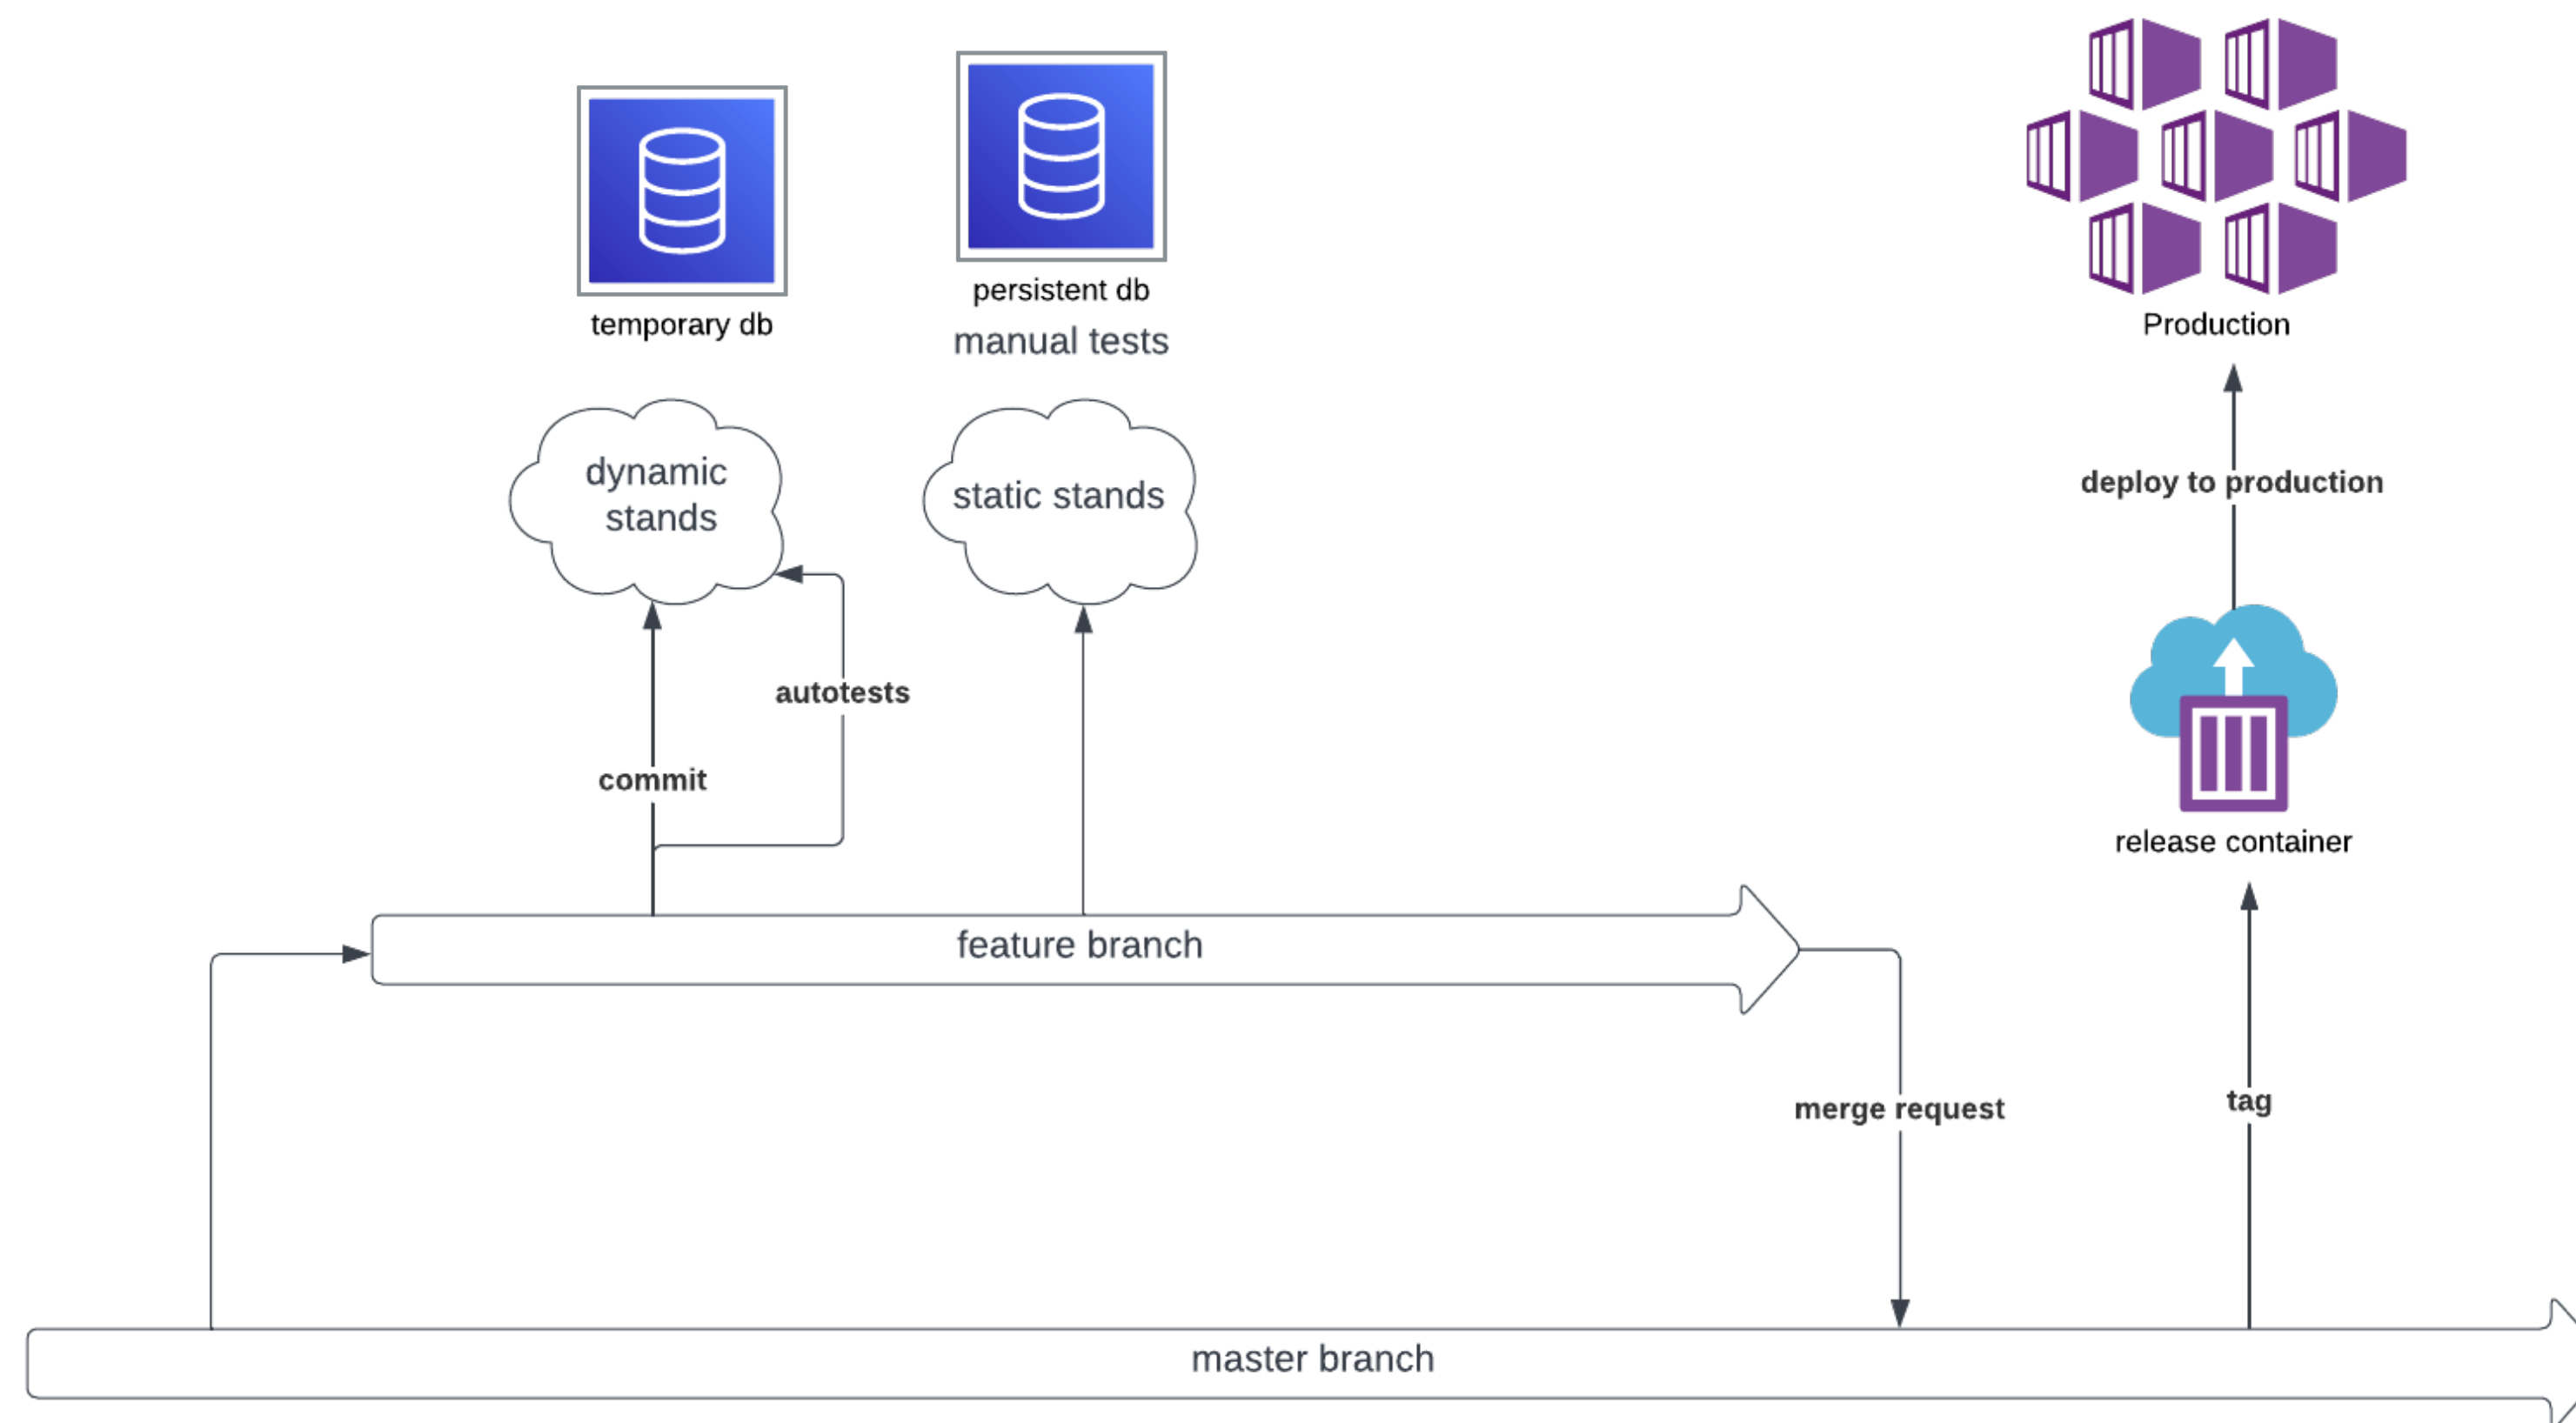 temporary db
persistent db
manual tests
Production
dynamic
stands
static stands
deploy to production
autotests
commit
release container
feature branch
merge request
tag
master branch